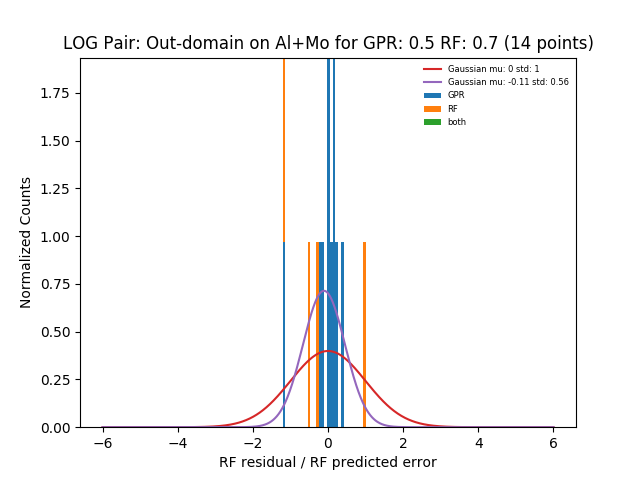 LOG Pair: Out-domain on Al+Mo for GPR: 0.5 RF: 0.7 (14 points)
Gaussian mu: 0 std: 1
Gaussian mu: -0.11 std: 0.56
GPR
RF
both
Normalized Counts
1.75
1.50
1.25
1.00
0.75
0.50
0.25
0.00
−6 −4 −2 0 2 4 6
RF residual / RF predicted error